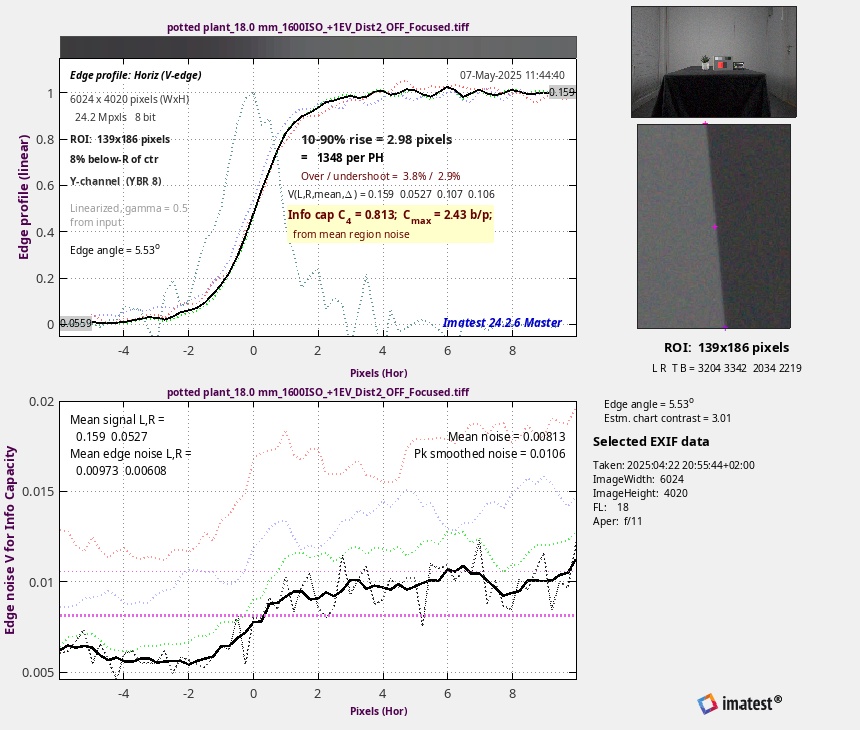 potted plant_18.0 mm_1600ISO_+1EV_Dist2_OFF_Focused.tiff
Edge profile: Horiz (V-edge)
07-May-2025 11:44:40
6024 x 4020 pixels (WxH)
24.2 Mpxls 8 bit
ROI: 139x186 pixels
8% below-R of ctr
Y-channel (YBR 8)
Linearized, gamma = 0.5
from input
Edge angle = 5.53⁰
10-90% rise = 2.98 pixels
= 1348 per PH
Over / undershoot = 3.8% / 2.9%
V(L,R,mean,Δ) = 0.159 0.0527 0.107 0.106
Info cap C4 = 0.813; Cmax = 2.43 b/p;
from mean region noise
0.159
0.0559
Imatest 24.2.6 Master
Edge profile (linear)
1
0.8
0.6
0.4
0.2
0
-4 -2 0 2 4 6 8
Pixels (Hor)
ROI: 139x186 pixels
L R T B = 3204 3342 2034 2219
Edge angle = 5.53⁰
Estm. chart contrast = 3.01
Selected EXIF data
Taken: 2025:04:22 20:55:44+02:00
ImageWidth: 6024
ImageHeight: 4020
FL: 18
Aper: f/11
potted plant_18.0 mm_1600ISO_+1EV_Dist2_OFF_Focused.tiff
Mean signal L,R =
0.159 0.0527
Mean edge noise L,R =
0.00973 0.00608
Mean noise = 0.00813
Pk smoothed noise = 0.0106
Edge noise V for Info Capacity
0.02
0.015
0.01
0.005
-4 -2 0 2 4 6 8
Pixels (Hor)
imatest®